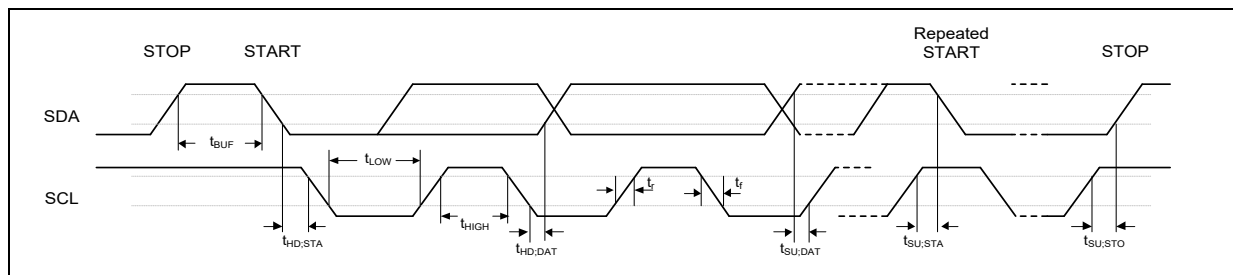 STOP
START
Repeated
START
STOP
SDA
tBUF
tLOW
tr
tf
SCL
tHD;STA
tHIGH
tHD;DAT
tSU;DAT
tSU;STA
tSU;STO